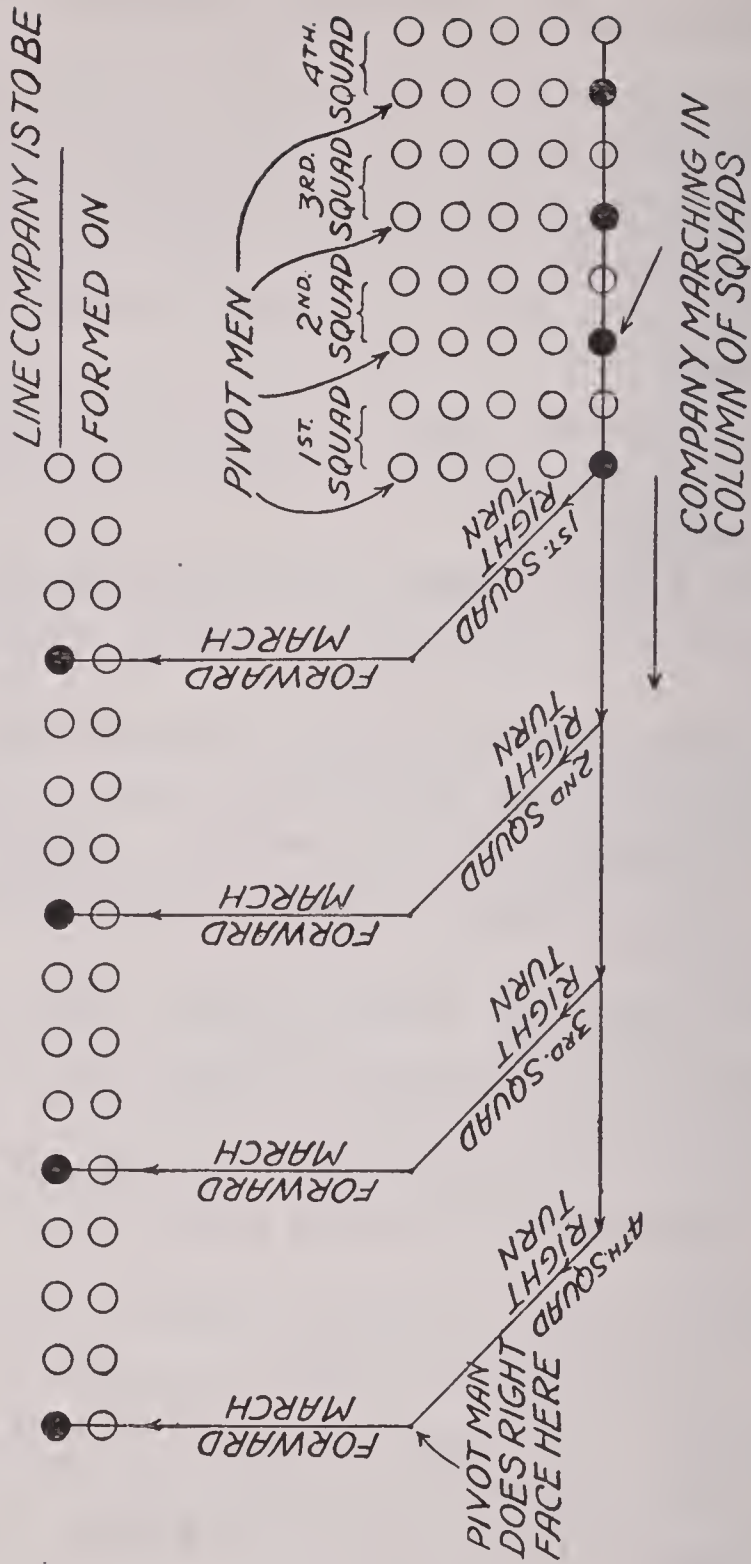 LINE COMPANY IS TO BE
FORMED ON
PIVOT MEN
1ST.
SQUAD
2ND.
SQUAD
3RD.
SQUAD
4TH.
SQUAD
FORWARD
MARCH
FORWARD
MARCH
FORWARD
MARCH
FORWARD
MARCH
PIVOT MAN
DOES RIGHT
FACE HERE
4TH. SQUAD
RIGHT
TURN
3RD. SQUAD
RIGHT
TURN
2ND SQUAD
RIGHT
TURN
1ST. SQUAD
RIGHT
TURN
COMPANY MARCHING IN
COLUMN OF SQUADS